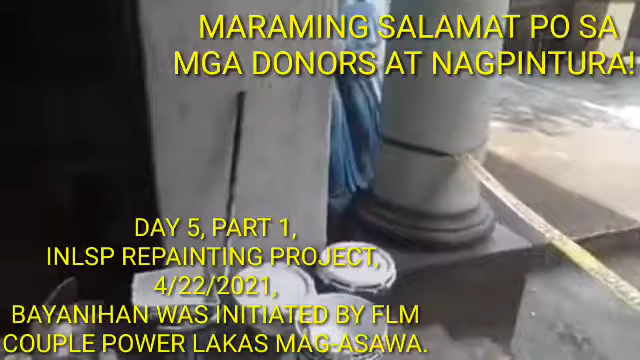 MARAMING SALAMAT PO SA
MGA DONORS AT NAGPINTURA!
DAY 5, PART 1,
INLSP REPAINTING PROJECT,
4/22/2021,
BAYANIHAN WAS INITIATED BY FLM
COUPLE POWER LAKAS MAG-ASAWA.